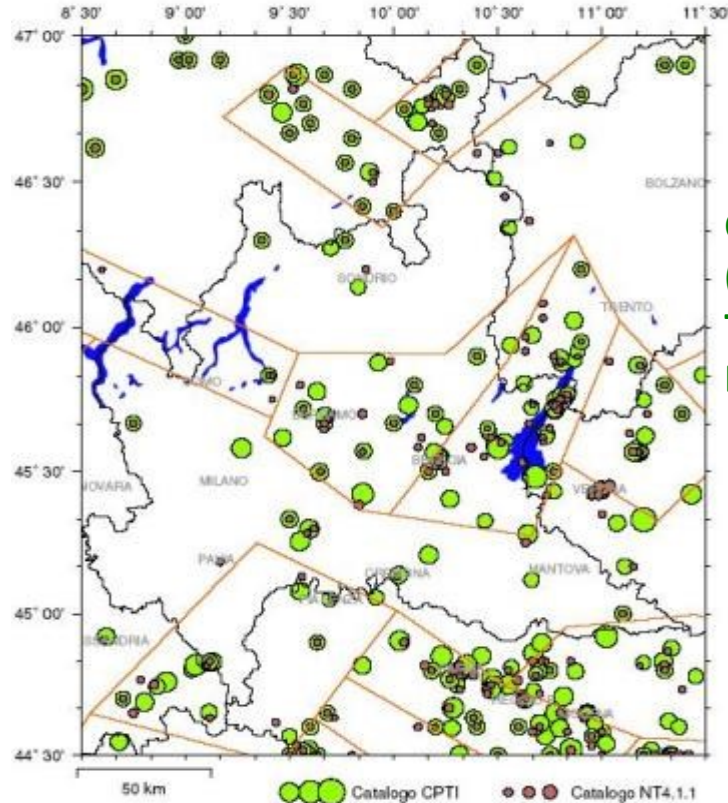 8° 30' 9° 00' 9° 30' 10° 00' 10° 30' 11° 00' 11° 30'
47° 00'
46° 30'
BOLZANO
SONDRIO
TRENTO
46° 00'
COMO
BERGAMO
BRESCIA
45° 30'
MILANO
NOVARA
VERONA
PAVIA
CREMONA
MANTOVA
PIACENZA
45° 00'
SSANDRIA
44° 30'
50 km
Catalogo CPTI
Catalogo NT4.1.1